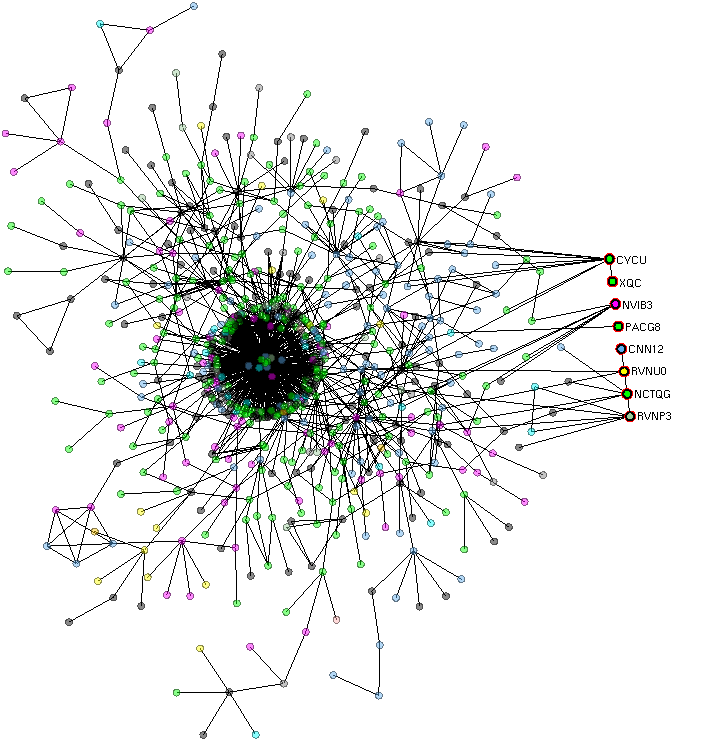 CYCU
XQC
NVIB3
PACG8
CNN12
RVNU0
NCTQG
RVNP3